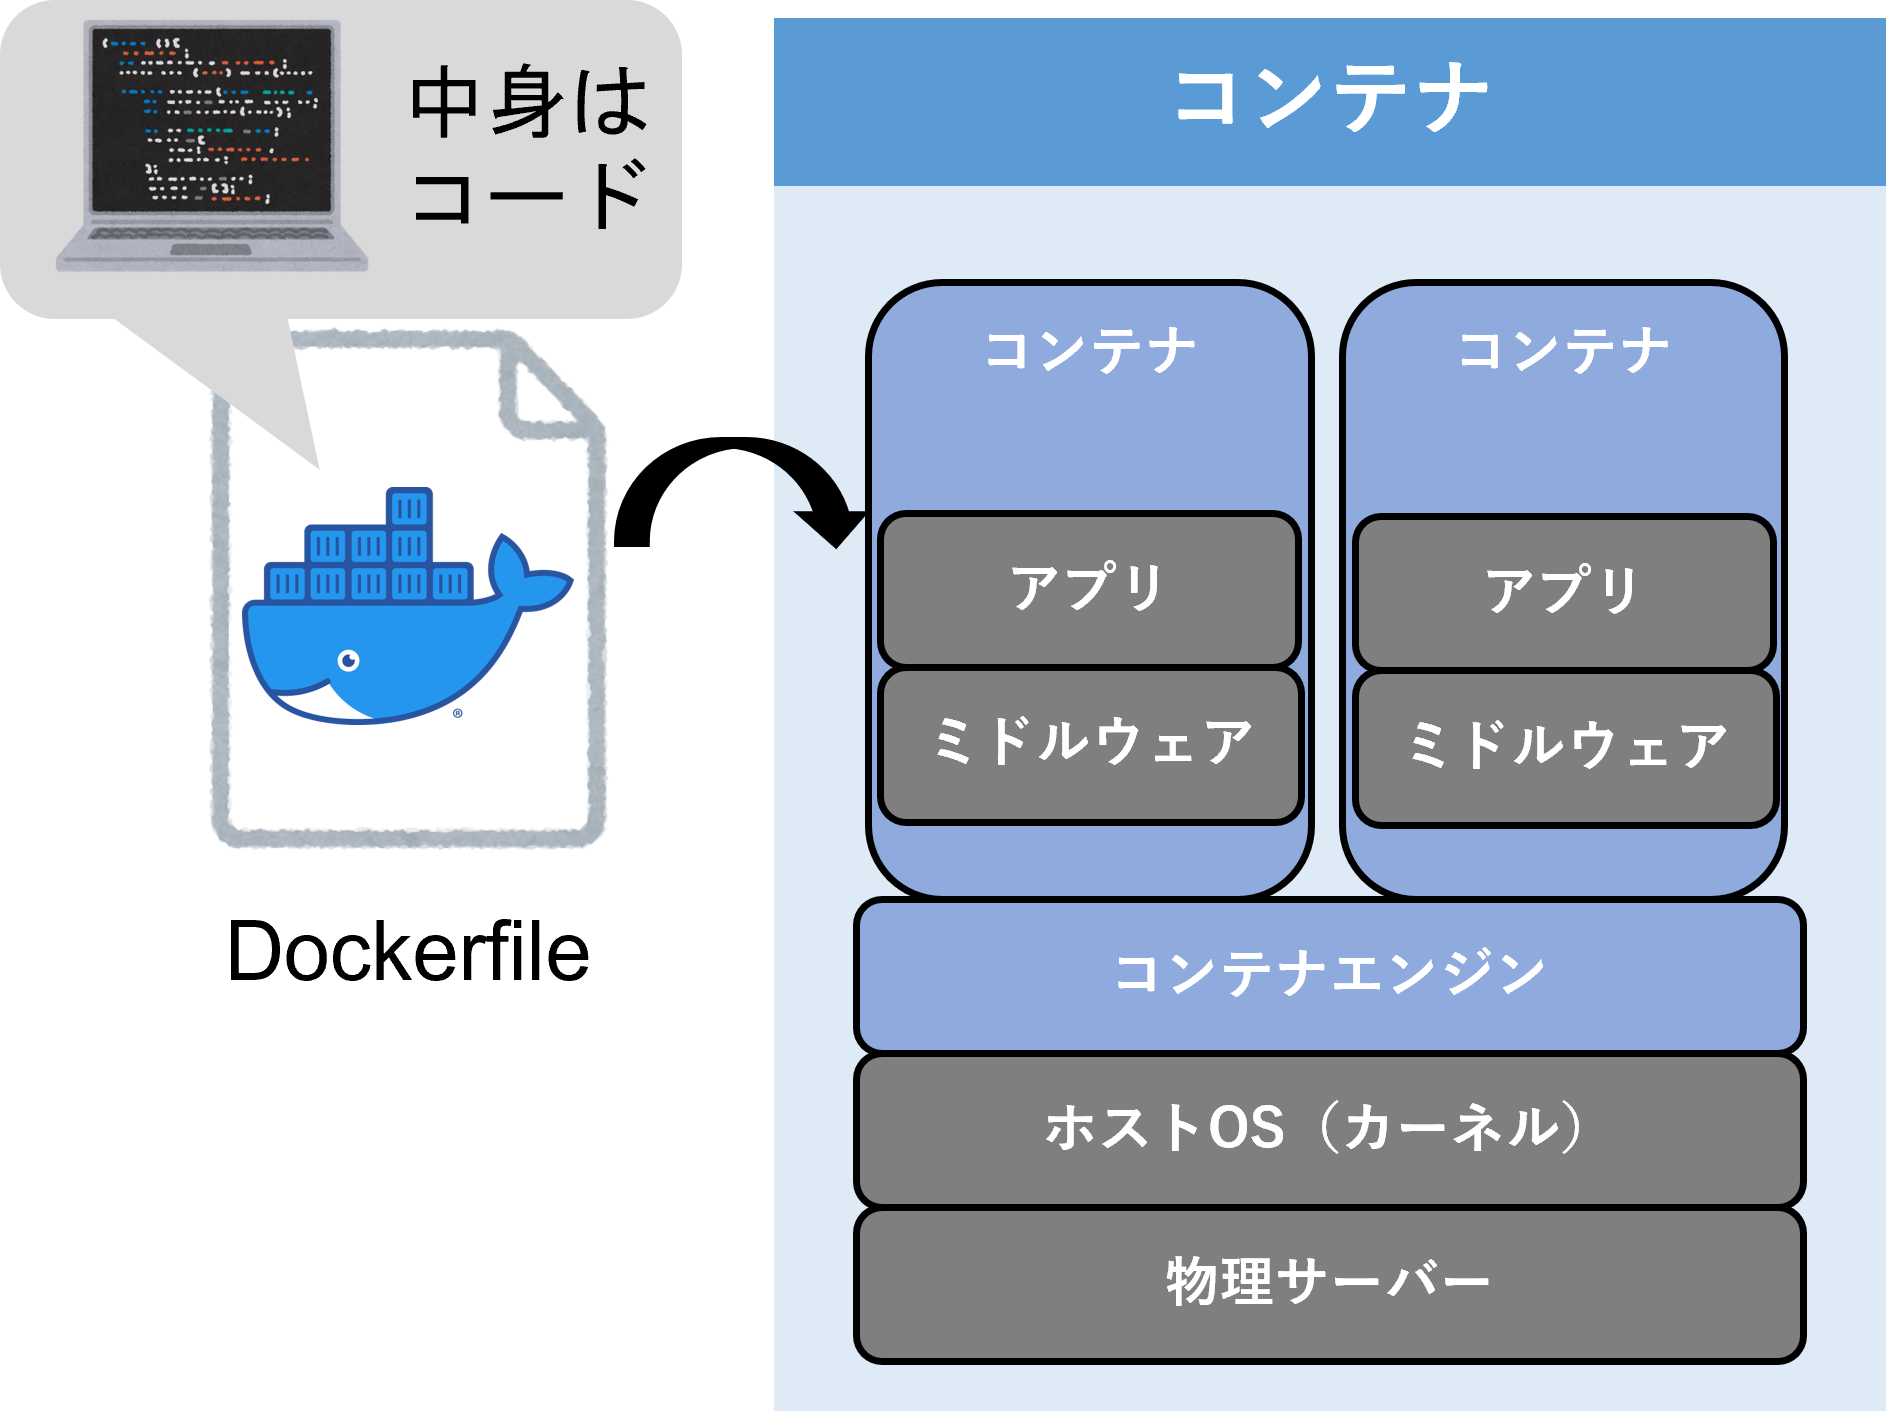 中身は
コード
Dockerfile
コンテナ
コンテナ
アプリ
ミドルウェア
コンテナ
アプリ
ミドルウェア
コンテナエンジン
ホストOS（カーネル）
物理サーバー
®